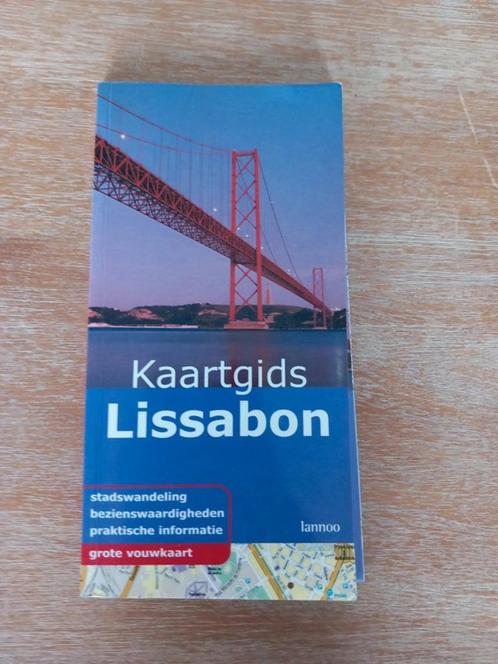 Kaartgids
Lissabon
stadswandeling
bezienswaardigheden
praktische informatie
lannoo
grote vouwkaart